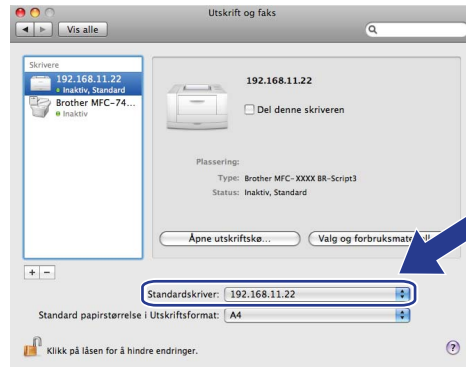 Utskrift og faks
Vis alle
Skrivere
192.168.11.22
Inaktiv, Standard
Brother MFC-74...
Inaktiv
192.168.11.22
Del denne skriveren
Plassering:
Type: Brother MFC-XXXX BR-Script3
Status: Inaktiv, Standard
Åpne utskriftskø...
Valg og forbruksmateriell...
+ −
Standardskriver: 192.168.11.22
Standard papirstørrelse i Utskriftsformat: A4
Klikk på låsen for å hindre endringer.
?